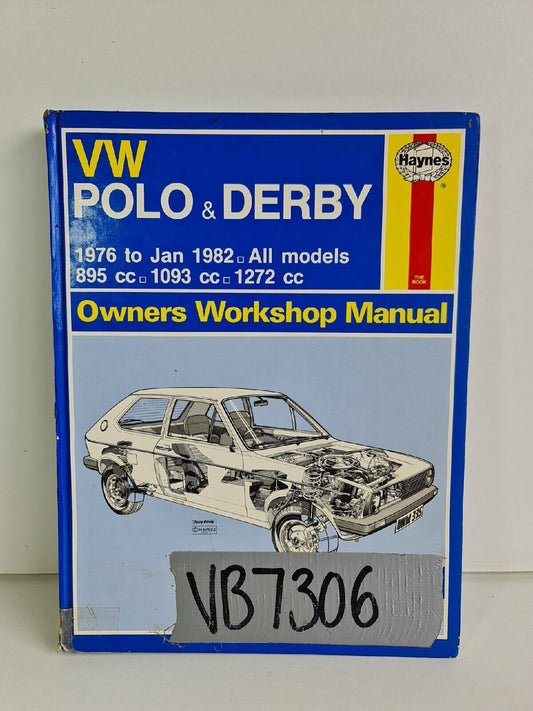 VW
POLO & DERBY
Haynes
®
1976 to Jan 1982 □ All models
895 cc □ 1093 cc □ 1272 cc
THE
BOOK
Owners Workshop Manual
© HAYNES
VB7306